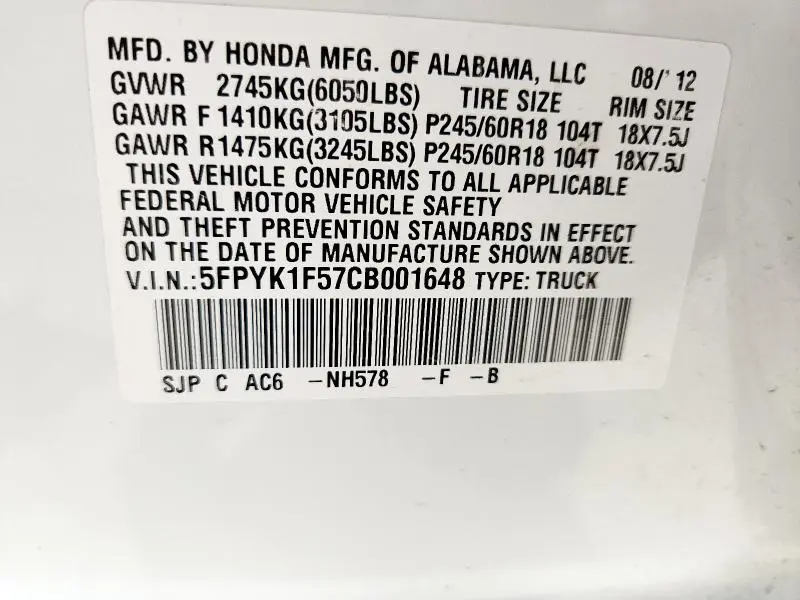 MFD. BY HONDA MFG. OF ALABAMA, LLC 08/'12
GVWR 2745KG(6050LBS) TIRE SIZE RIM SIZE
GAWR F 1410KG(3105LBS) P245/60R18 104T 18X7.5J
GAWR R1475KG(3245LBS) P245/60R18 104T 18X7.5J
THIS VEHICLE CONFORMS TO ALL APPLICABLE
FEDERAL MOTOR VEHICLE SAFETY
AND THEFT PREVENTION STANDARDS IN EFFECT
ON THE DATE OF MANUFACTURE SHOWN ABOVE.
V.I.N.:5FPYK1F57CB001648 TYPE: TRUCK
SJP C AC6 -NH578 -F -B